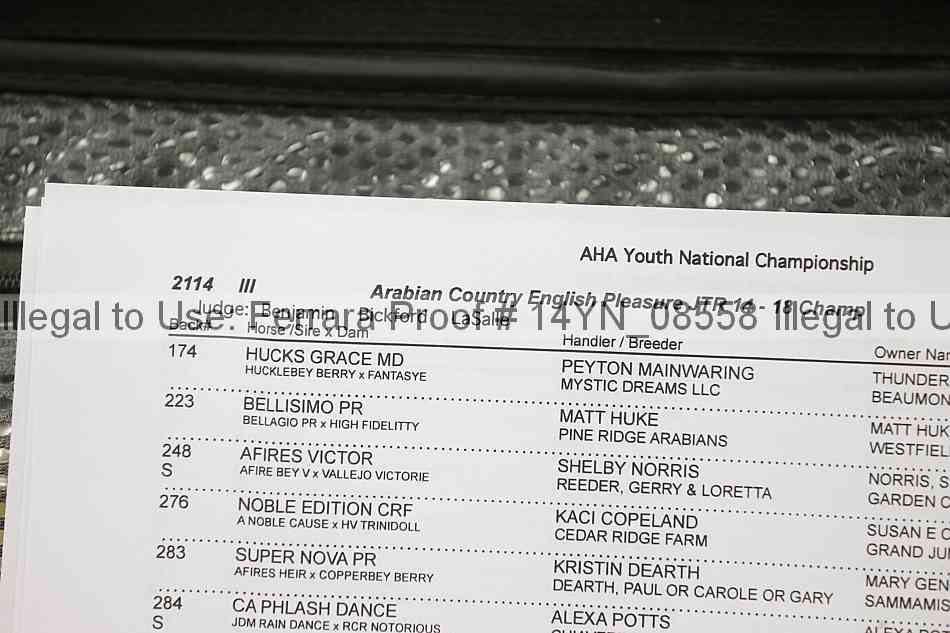 AHA Youth National Championship
2114 III Arabian Country English Pleasure JTR 14 - 18 Champ
Illegal to Use: Ferrara Proof# 14YN_08558 Illegal to U
Judge: Benjamin Bickford LaSalle
Back# Horse /Sire x Dam Handler / Breeder Owner Nam
174 HUCKS GRACE MD PEYTON MAINWARING THUNDER
HUCKLEBEY BERRY x FANTASYE MYSTIC DREAMS LLC BEAUMON
223 BELLISIMO PR MATT HUKE MATT HUK
BELLAGIO PR x HIGH FIDELITTY PINE RIDGE ARABIANS WESTFIEL
248 AFIRES VICTOR SHELBY NORRIS NORRIS, S
S AFIRE BEY V x VALLEJO VICTORIE REEDER, GERRY & LORETTA GARDEN C
276 NOBLE EDITION CRF KACI COPELAND SUSAN E C
A NOBLE CAUSE x HV TRINIDOLL CEDAR RIDGE FARM GRAND JU
283 SUPER NOVA PR KRISTIN DEARTH MARY GEN
AFIRES HEIR x COPPERBEY BERRY DEARTH, PAUL OR CAROLE OR GARY SAMMAMIS
284 CA PHLASH DANCE ALEXA POTTS
S JDM RAIN DANCE x RCR NOTORIOUS